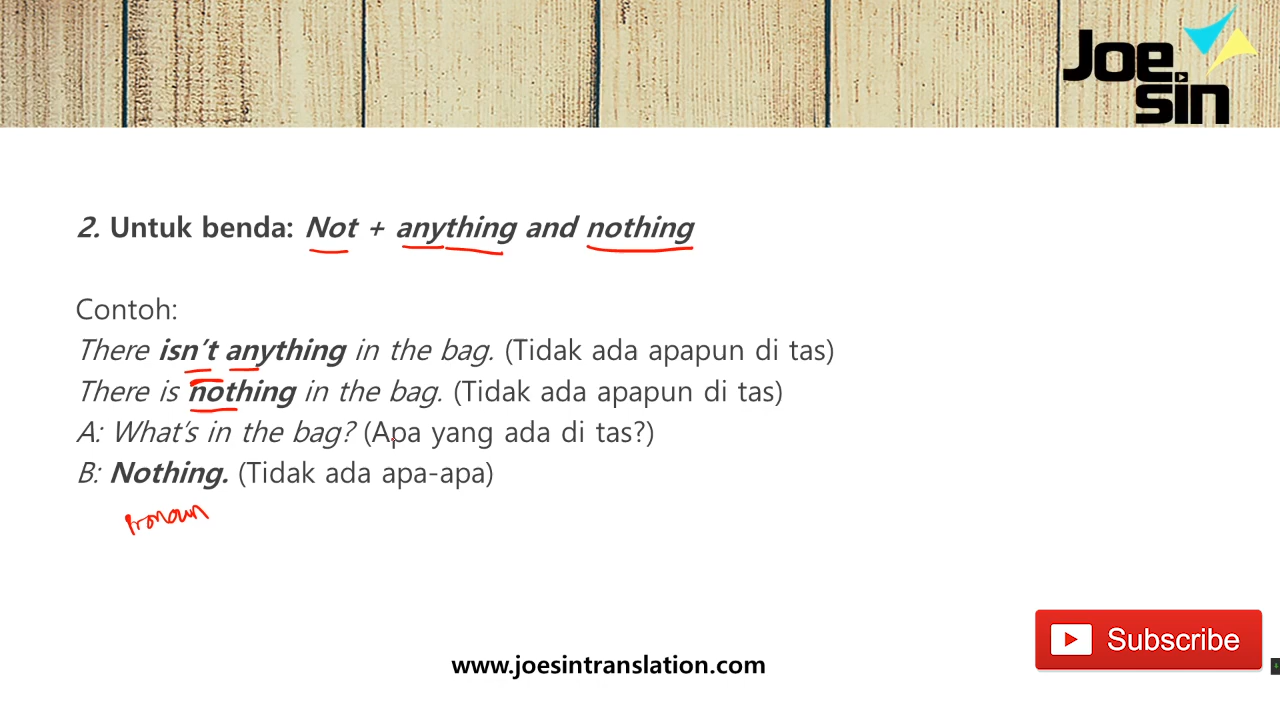 Joe
sin
2. Untuk benda: Not + anything and nothing
Contoh:
There isn't anything in the bag. (Tidak ada apapun di tas)
There is nothing in the bag. (Tidak ada apapun di tas)
A: What's in the bag? (Apa yang ada di tas?)
B: Nothing. (Tidak ada apa-apa)
Pronoun
Subscribe
www.joesintranslation.com